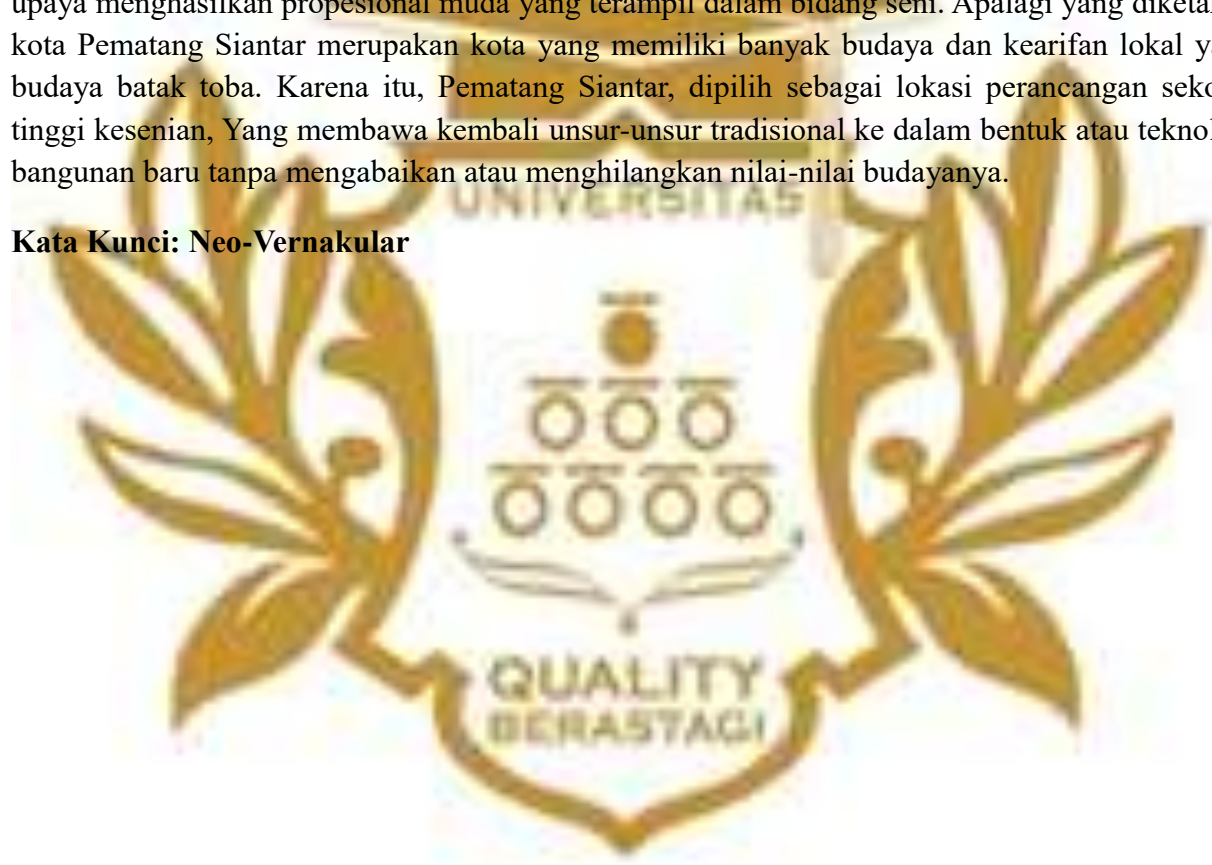 upaya menghasilkan propesional muda yang terampil dalam bidang seni. Apalagi yang
kota Pematang Siantar merupakan kota yang memiliki banyak budaya dan kearifan lokal
budaya batak toba. Karena itu, Pematang Siantar, dipilih sebagai lokasi perancangan
tinggi kesenian, Yang membawa kembali unsur-unsur tradisional ke dalam bentuk atau
bangunan baru tanpa mengabaikan atau menghilangkan nilai-nilai budayanya.
UNIVERSITAS
Kata Kunci: Neo-Vernakular
QUALITY
BERASTAGI